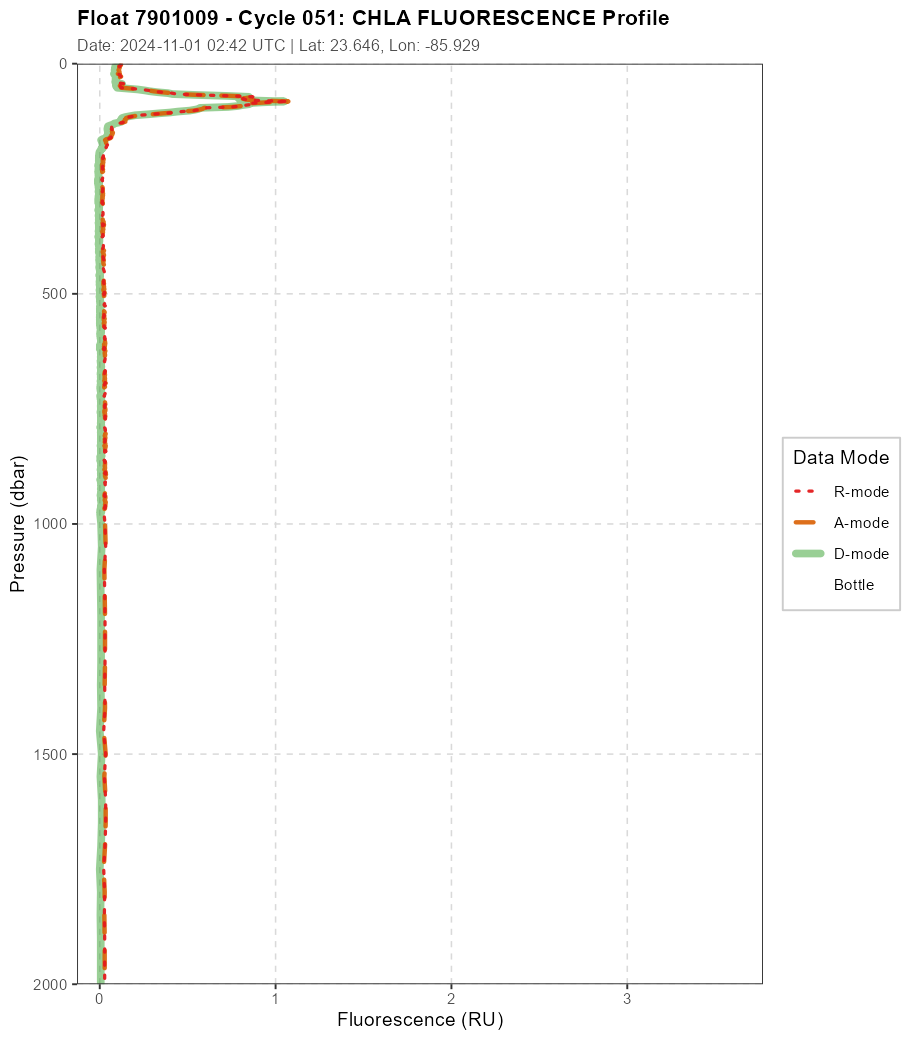 Float 7901009 - Cycle 051: CHLA FLUORESCENCE Profile
Date: 2024-11-01 02:42 UTC | Lat: 23.646, Lon: -85.929
0
500
1000
1500
2000
Pressure (dbar)
0 1 2 3
Fluorescence (RU)
Data Mode
R-mode
A-mode
D-mode
Bottle